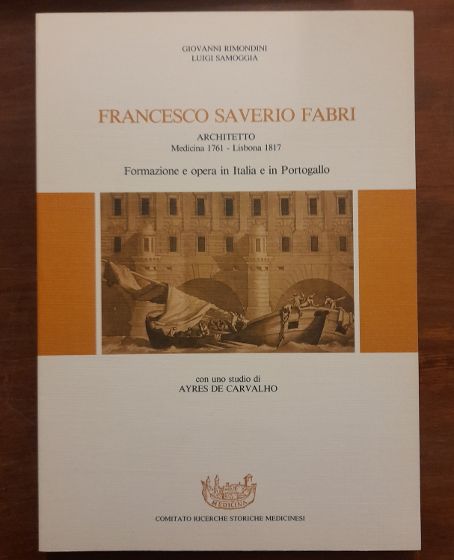 GIOVANNI RIMONDINI
LUIGI SAMOGGIA
FRANCESCO SAVERIO FABRI
ARCHITETTO
Medicina 1761 - Lisbona 1817
Formazione e opera in Italia e in Portogallo
con uno studio di
AYRES DE CARVALHO
MEDICINA
COMITATO RICERCHE STORICHE MEDICINESI